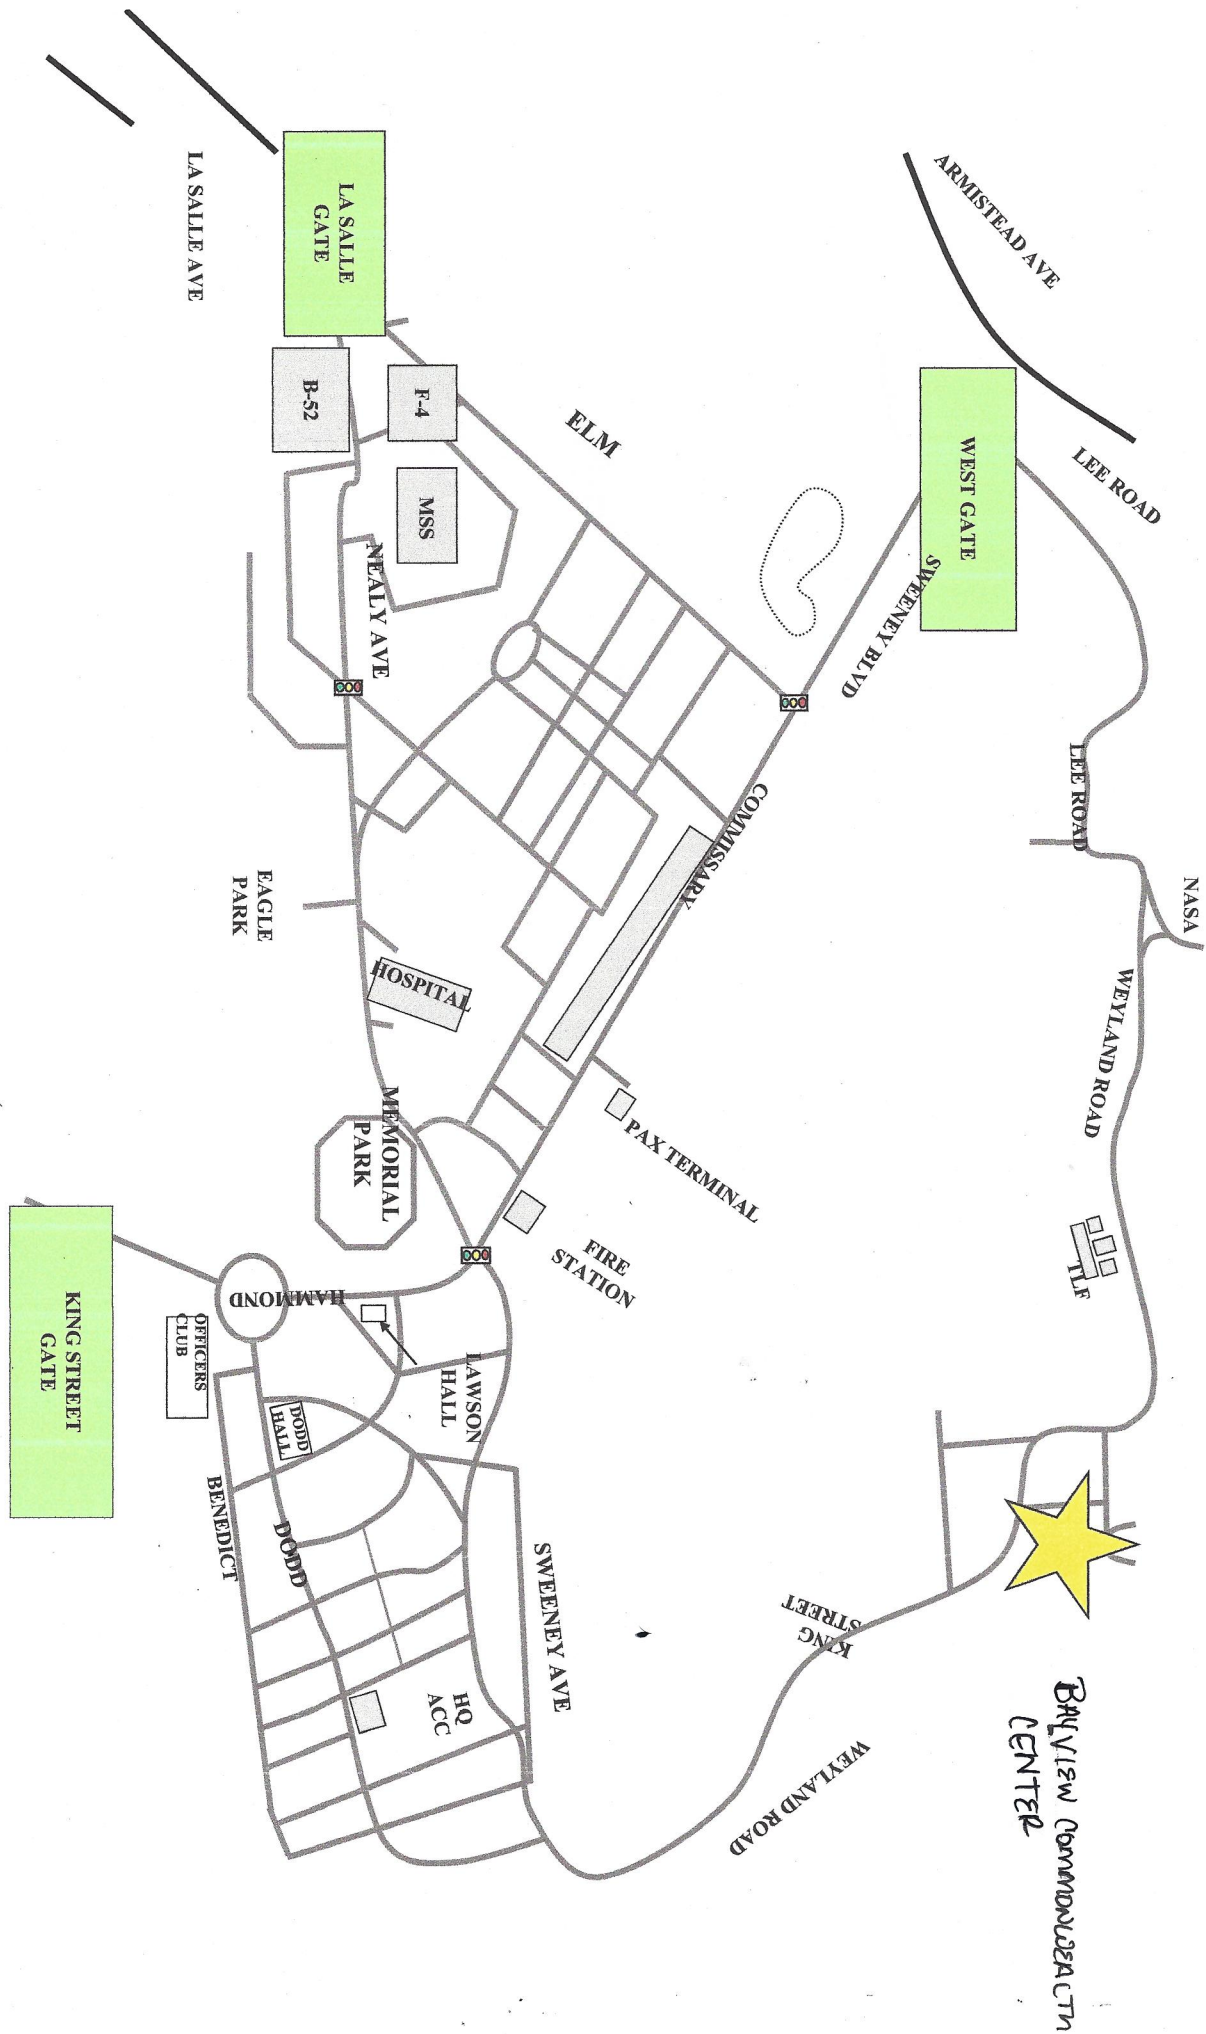 ARMISTEAD AVE
LEE ROAD
WEST GATE
SWEENEY BLVD
LEE ROAD
NASA
WEYLAND ROAD
TLF
BAYVIEW COMMONWEALTH
CENTER
KING
STREET
WEYLAND ROAD
LA SALLE
GATE
LA SALLE AVE
B-52
F-4
MSS
ELM
NEALY AVE
COMMISSARY
EAGLE
PARK
HOSPITAL
PAX TERMINAL
MEMORIAL
PARK
FIRE
STATION
HAMMOND
LAWSON
HALL
OFFICERS
CLUB
KING STREET
GATE
DODD
HALL
BENEDICT
DODD
SWEENEY AVE
HQ
ACC